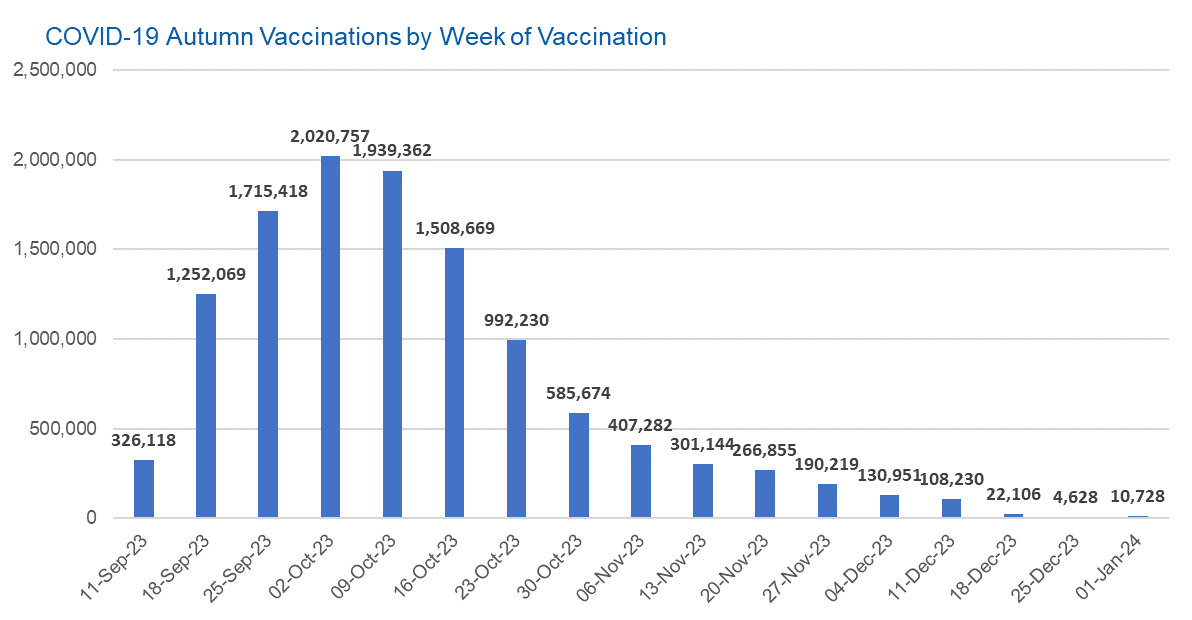 COVID-19 Autumn Vaccinations by Week of Vaccination
2,500,000
2,000,000
1,500,000
1,000,000
500,000
0
326,118
1,252,069
1,715,418
2,020,757
1,939,362
1,508,669
992,230
585,674
407,282
301,144
266,855
190,219
130,951
108,230
22,106
4,628
10,728
11-Sep-23
18-Sep-23
25-Sep-23
02-Oct-23
09-Oct-23
16-Oct-23
23-Oct-23
30-Oct-23
06-Nov-23
13-Nov-23
20-Nov-23
27-Nov-23
04-Dec-23
11-Dec-23
18-Dec-23
25-Dec-23
01-Jan-24